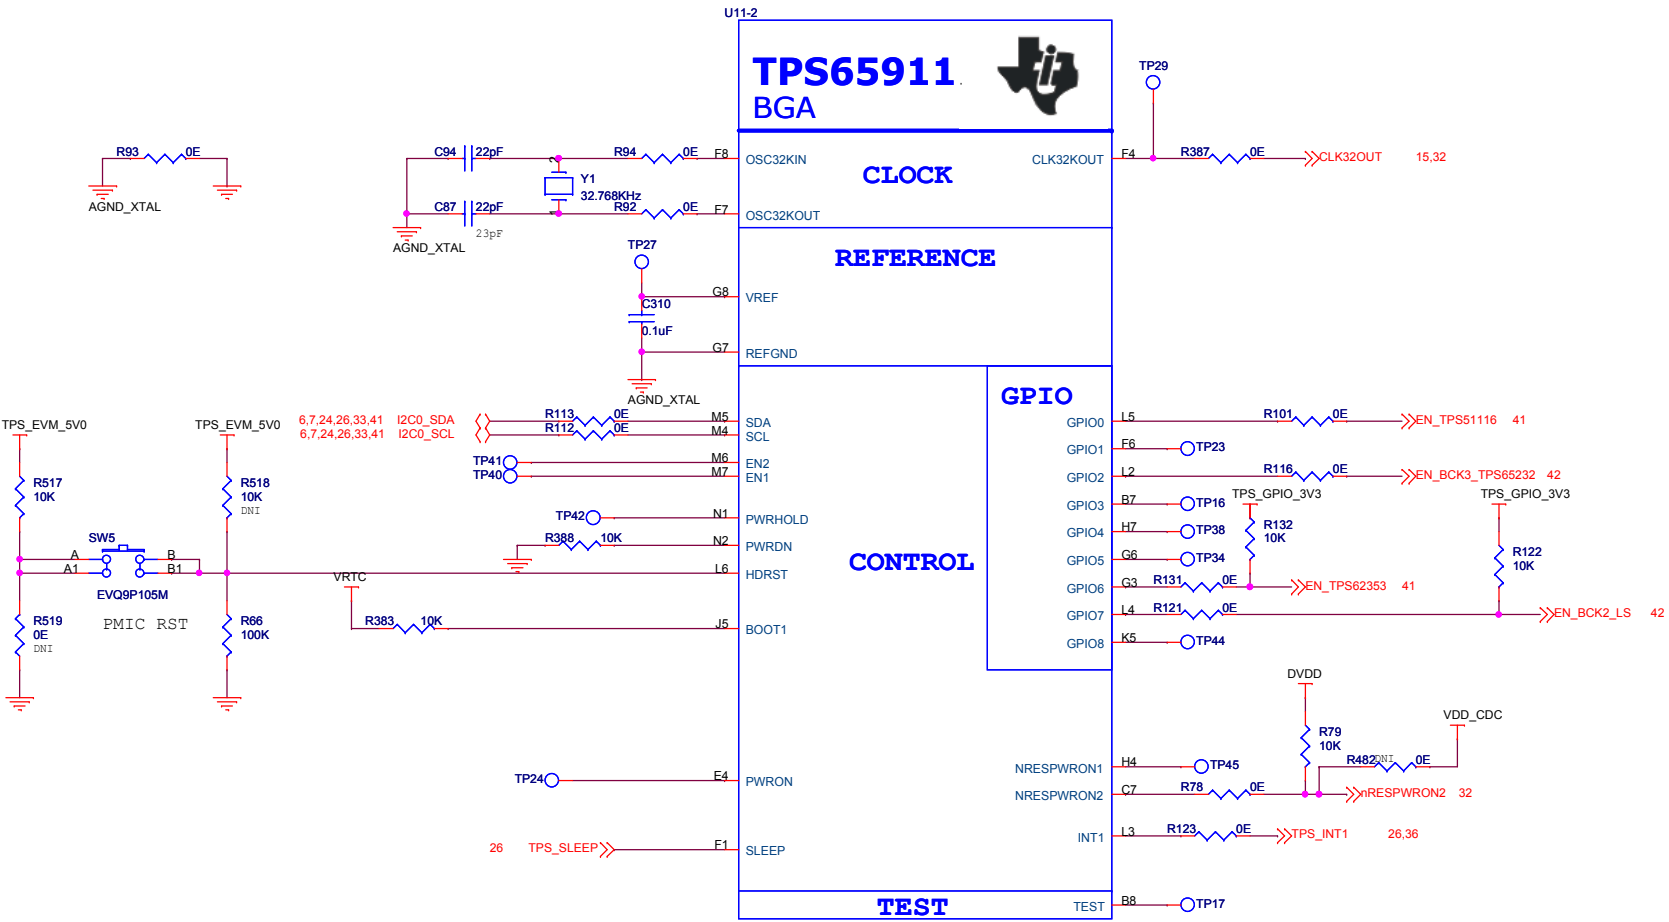 U11-2
TPS65911
BGA
TP29
R93 0E
AGND_XTAL
C94 22pF
R94 0E
F8 OSC32KIN
CLOCK
CLK32KOUT F4
R387 0E
CLK32OUT 15,32
2
Y1
32.768KHz
1
C87 22pF
23pF
R92 0E
F7 OSC32KOUT
AGND_XTAL
TP27
REFERENCE
G8 VREF
C310
0.1uF
G7 REFGND
AGND_XTAL
GPIO
TPS_EVM_5V0
TPS_EVM_5V0
6,7,24,26,33,41 I2C0_SDA
R113 0E
M5 SDA
6,7,24,26,33,41 I2C0_SCL
R112 0E
M4 SCL
TP41
M6 EN2
TP40
M7 EN1
TP42
N1 PWRHOLD
R388 10K
N2 PWRDN
L6 HDRST
CONTROL
R517
10K
R518
10K
DNI
SW5
A B
A1 B1
EVQ9P105M
PMIC RST
R519
0E
DNI
R66
100K
VRTC
R383 10K
J5 BOOT1
GPIO0 L5
R101 0E
EN_TPS51116 41
GPIO1 F6
TP23
GPIO2 L2
R116 0E
EN_BCK3_TPS65232 42
TPS_GPIO_3V3
TPS_GPIO_3V3
GPIO3 B7
TP16
R132
10K
GPIO4 H7
TP38
GPIO5 G6
TP34
R122
10K
GPIO6 G3
R131 0E
EN_TPS62353 41
GPIO7 L4
R121 0E
EN_BCK2_LS 42
GPIO8 K5
TP44
DVDD
VDD_CDC
R79
10K
R482 DNI 0E
TP24
E4 PWRON
NRESPWRON1 H4
TP45
NRESPWRON2 C7
R78 0E
nRESPWRON2 32
INT1 L3
R123 0E
TPS_INT1 26,36
26 TPS_SLEEP
F1 SLEEP
TEST
TEST B8
TP17